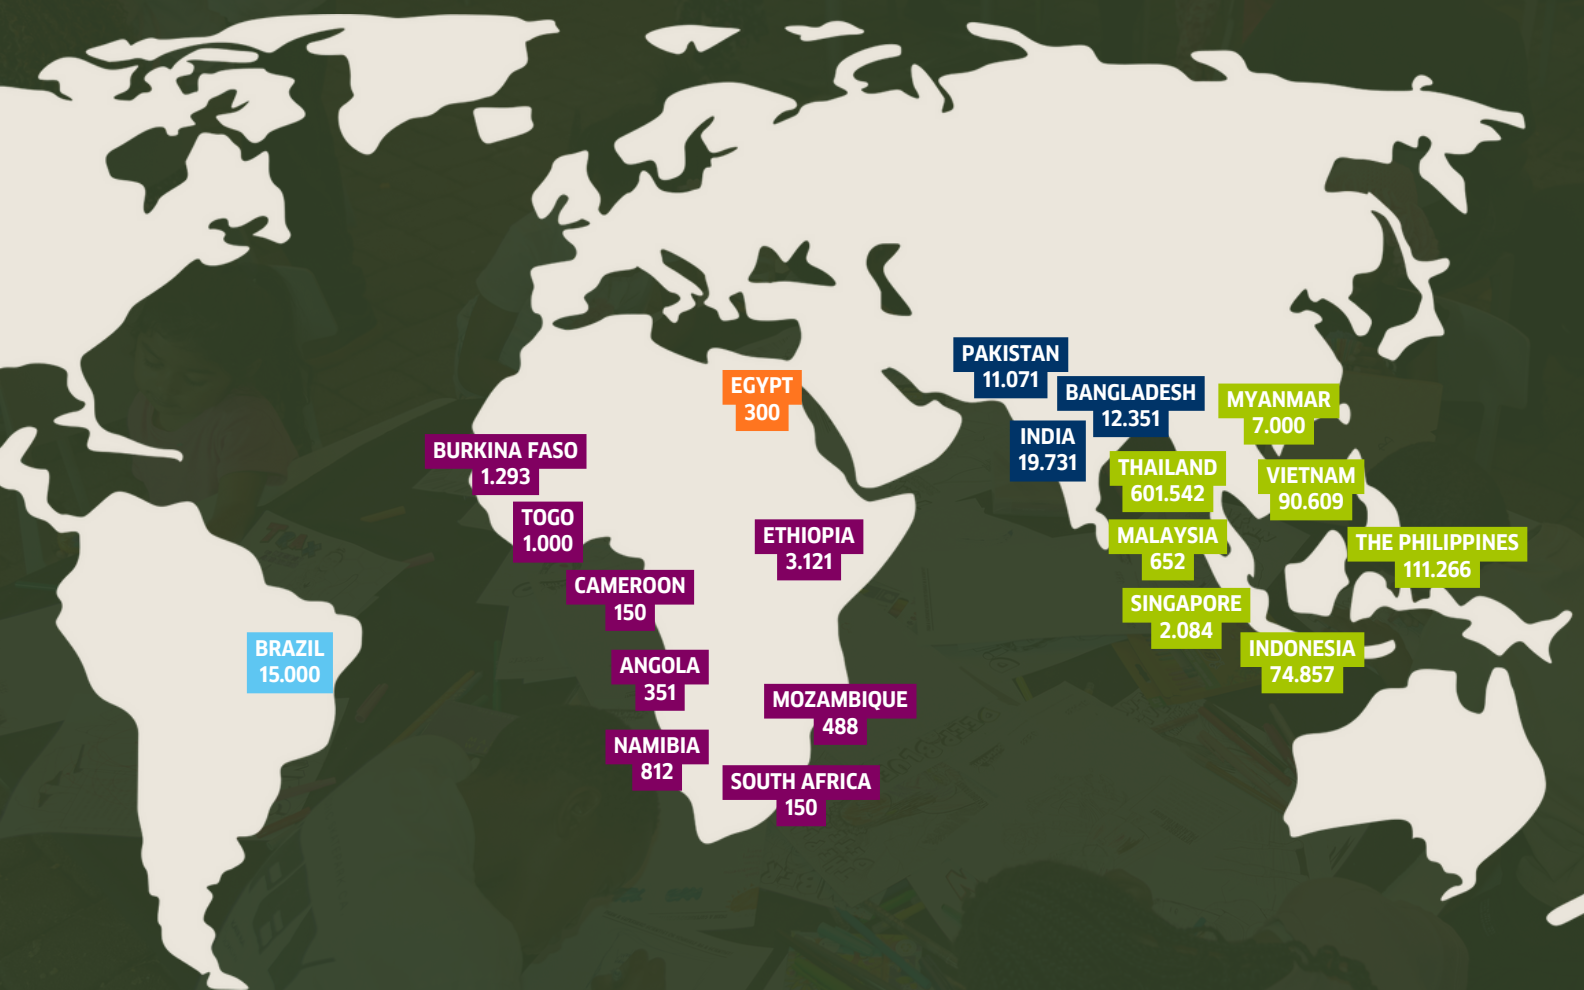 PAKISTAN
11.071
EGYPT
300
BANGLADESH
12.351
MYANMAR
7.000
INDIA
19.731
BURKINA FASO
1.293
THAILAND
601.542
VIETNAM
90.609
TOGO
1.000
ETHIOPIA
3.121
MALAYSIA
652
THE PHILIPPINES
111.266
CAMEROON
150
SINGAPORE
2.084
BRAZIL
15.000
INDONESIA
74.857
ANGOLA
351
MOZAMBIQUE
488
NAMIBIA
812
SOUTH AFRICA
150